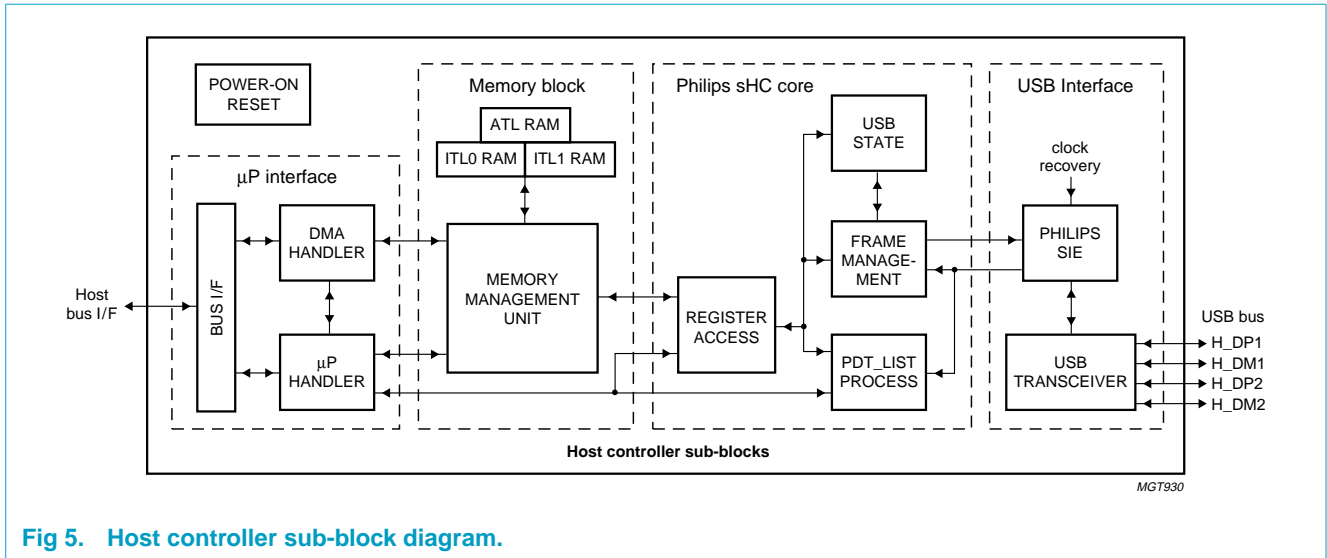 POWER-ON
RESET
Memory block
ATL RAM
ITL0 RAM
ITL1 RAM
Philips sHC core
USB
STATE
USB Interface
clock
recovery
μP interface
BUS I/F
DMA
HANDLER
MEMORY
MANAGEMENT
UNIT
FRAME
MANAGE-
MENT
PHILIPS
SIE
Host
bus I/F
REGISTER
ACCESS
μP
HANDLER
PDT_LIST
PROCESS
USB
TRANSCEIVER
USB bus
H_DP1
H_DM1
H_DP2
H_DM2
Host controller sub-blocks
MGT930
Fig 5. Host controller sub-block diagram.